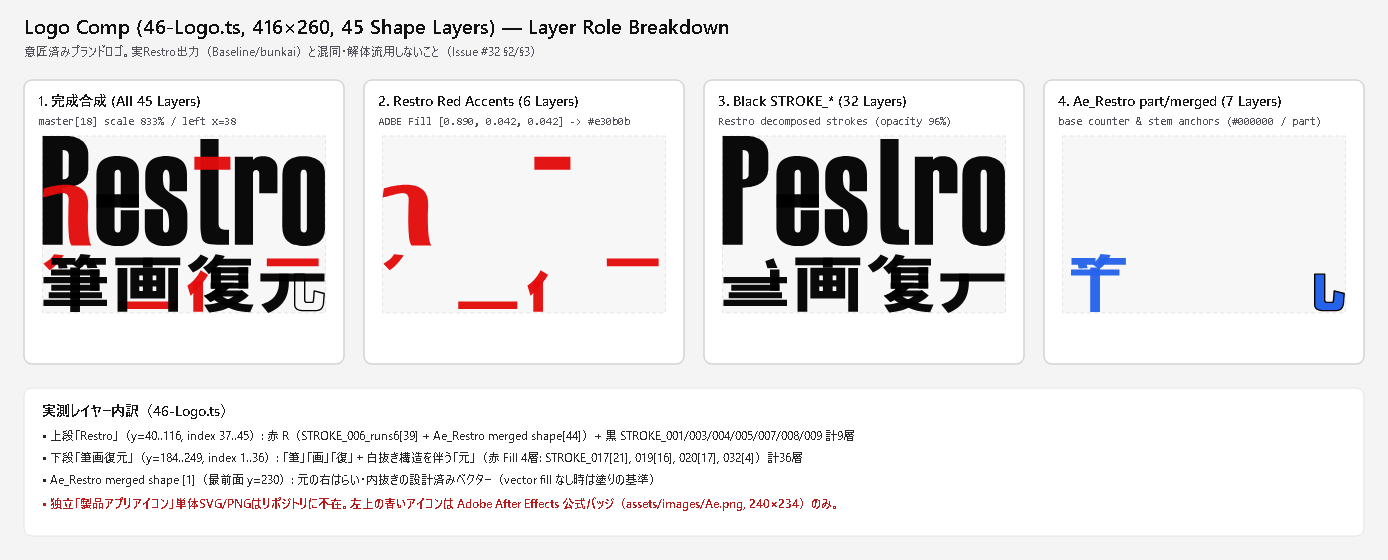 Logo Comp (46-Logo.ts, 416×260, 45 Shape Layers) — Layer Role Breakdown
意匠済みブランドロゴ。実Restro出力（Baseline/bunkai）と混同・解体流用しないこと（Issue #32 §2/§3）
1. 完成合成 (All 45 Layers)
master[18] scale 833% / left x=38
Restro
筆画復元
2. Restro Red Accents (6 Layers)
ADBE Fill [0.890, 0.042, 0.042] -> #e30b0b
3. Black STROKE_* (32 Layers)
Restro decomposed strokes (opacity 96%)
4. Ae_Restro part/merged (7 Layers)
base counter & stem anchors (#000000 / part)
実測レイヤー内訳（46-Logo.ts）
• 上段「Restro」（y=40..116, index 37..45）: 赤 R（STROKE_006_runs6[39] + Ae_Restro merged shape[44]）+ 黒 STROKE_001/003/004/005/007/008/009 計9層
• 下段「筆画復元」（y=184..249, index 1..36）: 「筆」「画」「復」+ 白抜き構造を伴う「元」（赤 Fill 4層: STROKE_017[21], 019[16], 020[17], 032[4]）計36層
• Ae_Restro merged shape [1]（最前面 y=230）: 元の右はらい・内抜きの設計済みベクター（vector fill なし時は塗りの基準）
• 独立「製品アプリアイコン」単体SVG/PNGはリポジトリに不在。左上の青いアイコンは Adobe After Effects 公式バッジ（assets/images/Ae.png, 240×234）のみ。